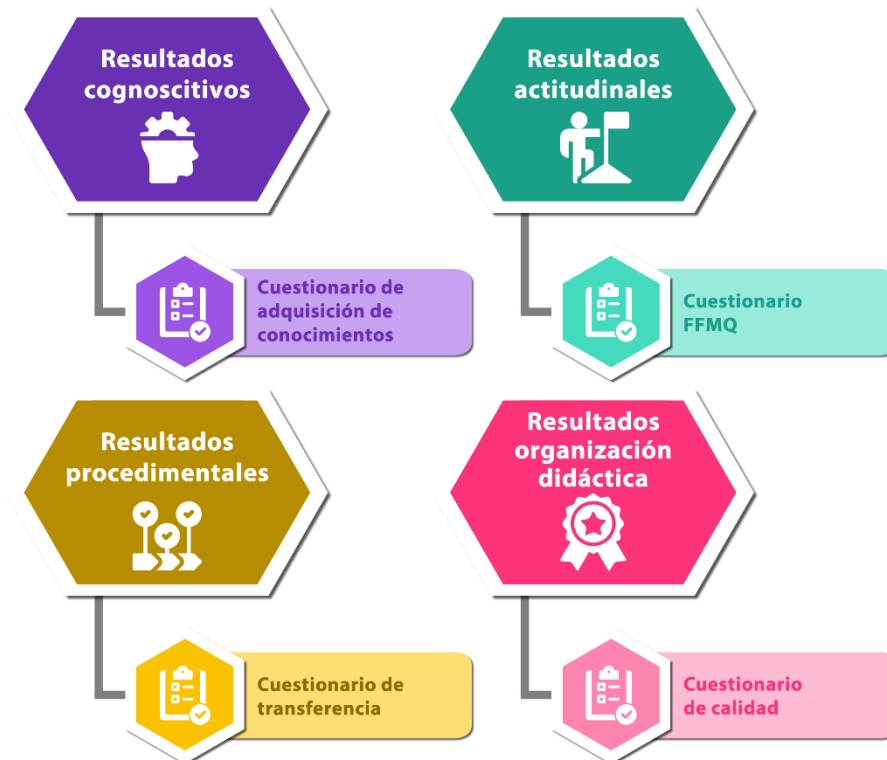 Resultados
cognoscitivos
Cuestionario de
adquisición de
conocimientos
Resultados
actitudinales
Cuestionario
FFMQ
Resultados
procedimentales
Cuestionario de
transferencia
Resultados
organización
didáctica
Cuestionario
de calidad